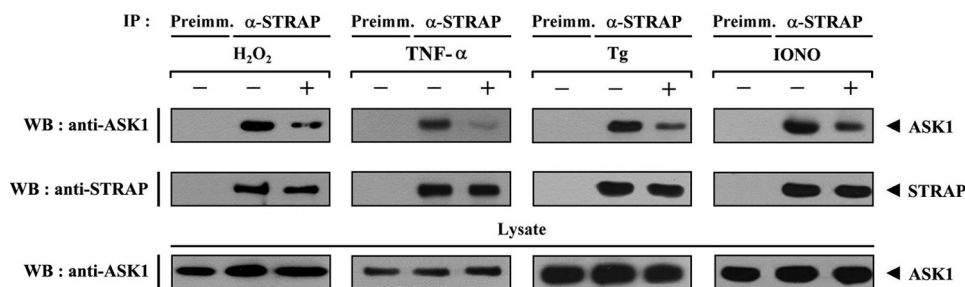 IP : Preimm. α-STRAP Preimm. α-STRAP Preimm. α-STRAP Preimm. α-STRAP
H₂O₂ TNF- α Tg IONO
− − + − − + − − + − − +
WB : anti-ASK1 ◄ ASK1
WB : anti-STRAP ◄ STRAP
Lysate
WB : anti-ASK1 ◄ ASK1